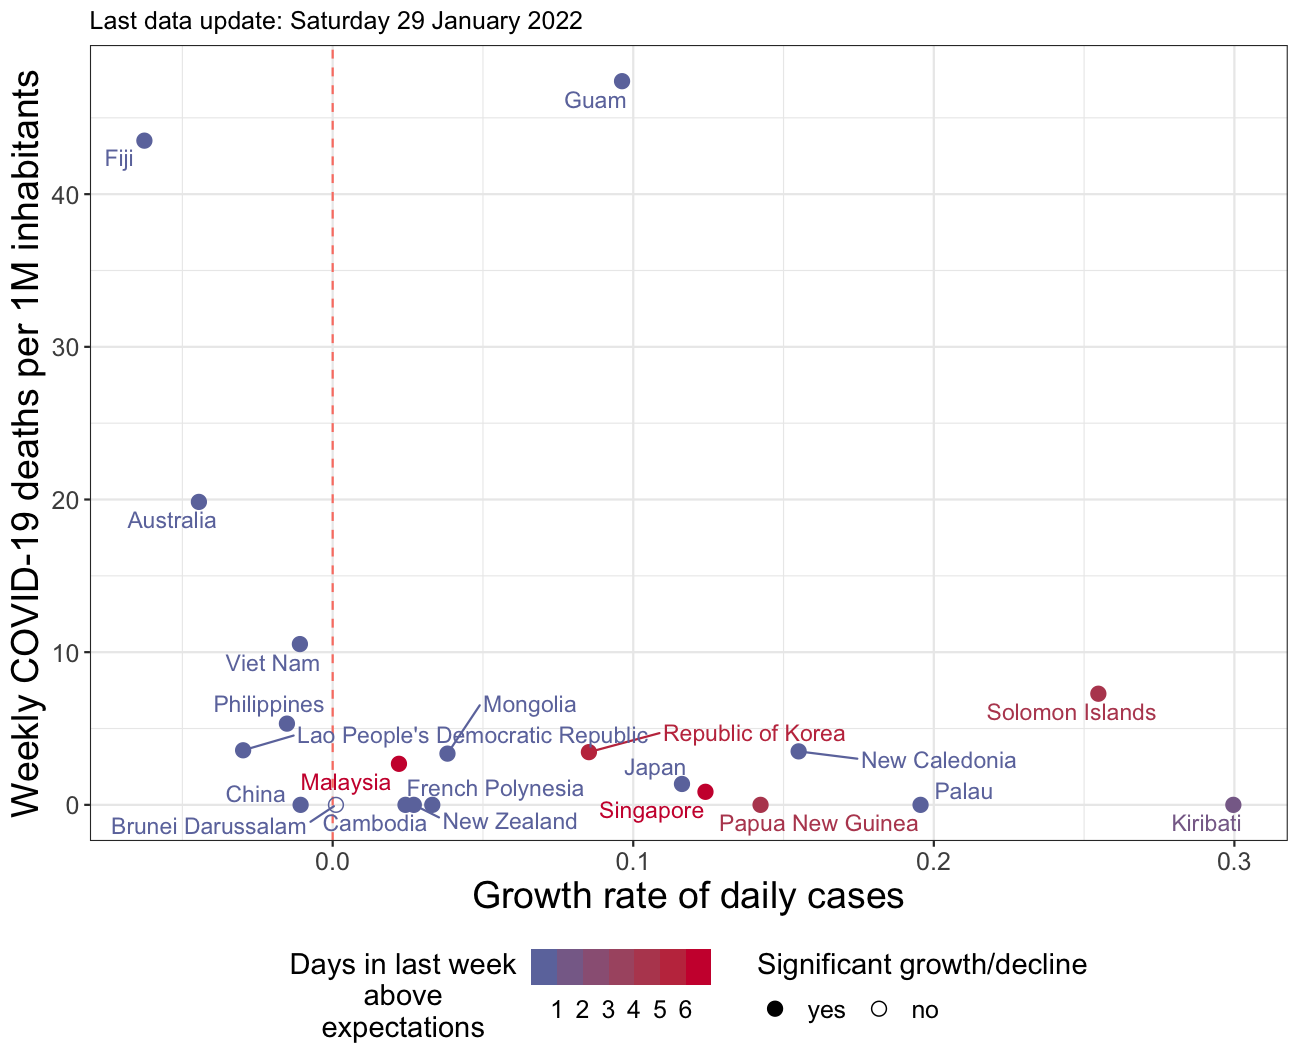 Last data update: Saturday 29 January 2022
Weekly COVID-19 deaths per 1M inhabitants
40
30
20
10
0
Guam
Fiji
Australia
Viet Nam
Philippines
Mongolia
Lao People's Democratic Republic
Republic of Korea
Solomon Islands
New Caledonia
Japan
Malaysia
French Polynesia
China
Palau
Singapore
Brunei Darussalam
Cambodia
New Zealand
Papua New Guinea
Kiribati
0.0 0.1 0.2 0.3
Growth rate of daily cases
Days in last week
above
expectations
1 2 3 4 5 6
Significant growth/decline
yes no